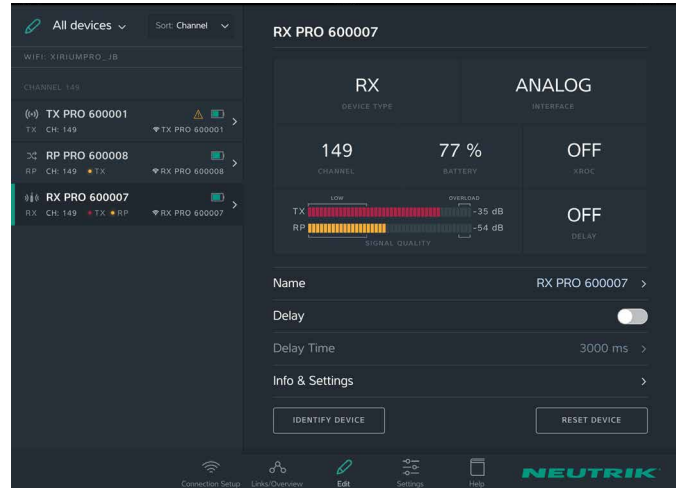 All devices
Sort: Channel
WIFI: XIRIUMPRO_JB
CHANNEL 149
TX PRO 600001
TX CH: 149 TX PRO 600001
RP PRO 600008
RP CH: 149 TX RX PRO 600008
RX PRO 600007
RX CH: 149 TX RP RX PRO 600007
RX PRO 600007
RX
DEVICE TYPE
ANALOG
INTERFACE
149
CHANNEL
77 %
BATTERY
OFF
XROC
LOW OVERLOAD
TX -35 dB
RP -54 dB
SIGNAL QUALITY
OFF
DELAY
Name RX PRO 600007
Delay
Delay Time 3000 ms
Info & Settings
IDENTIFY DEVICE RESET DEVICE
Connection Setup Links/Overview Edit Settings Help NEUTRIK